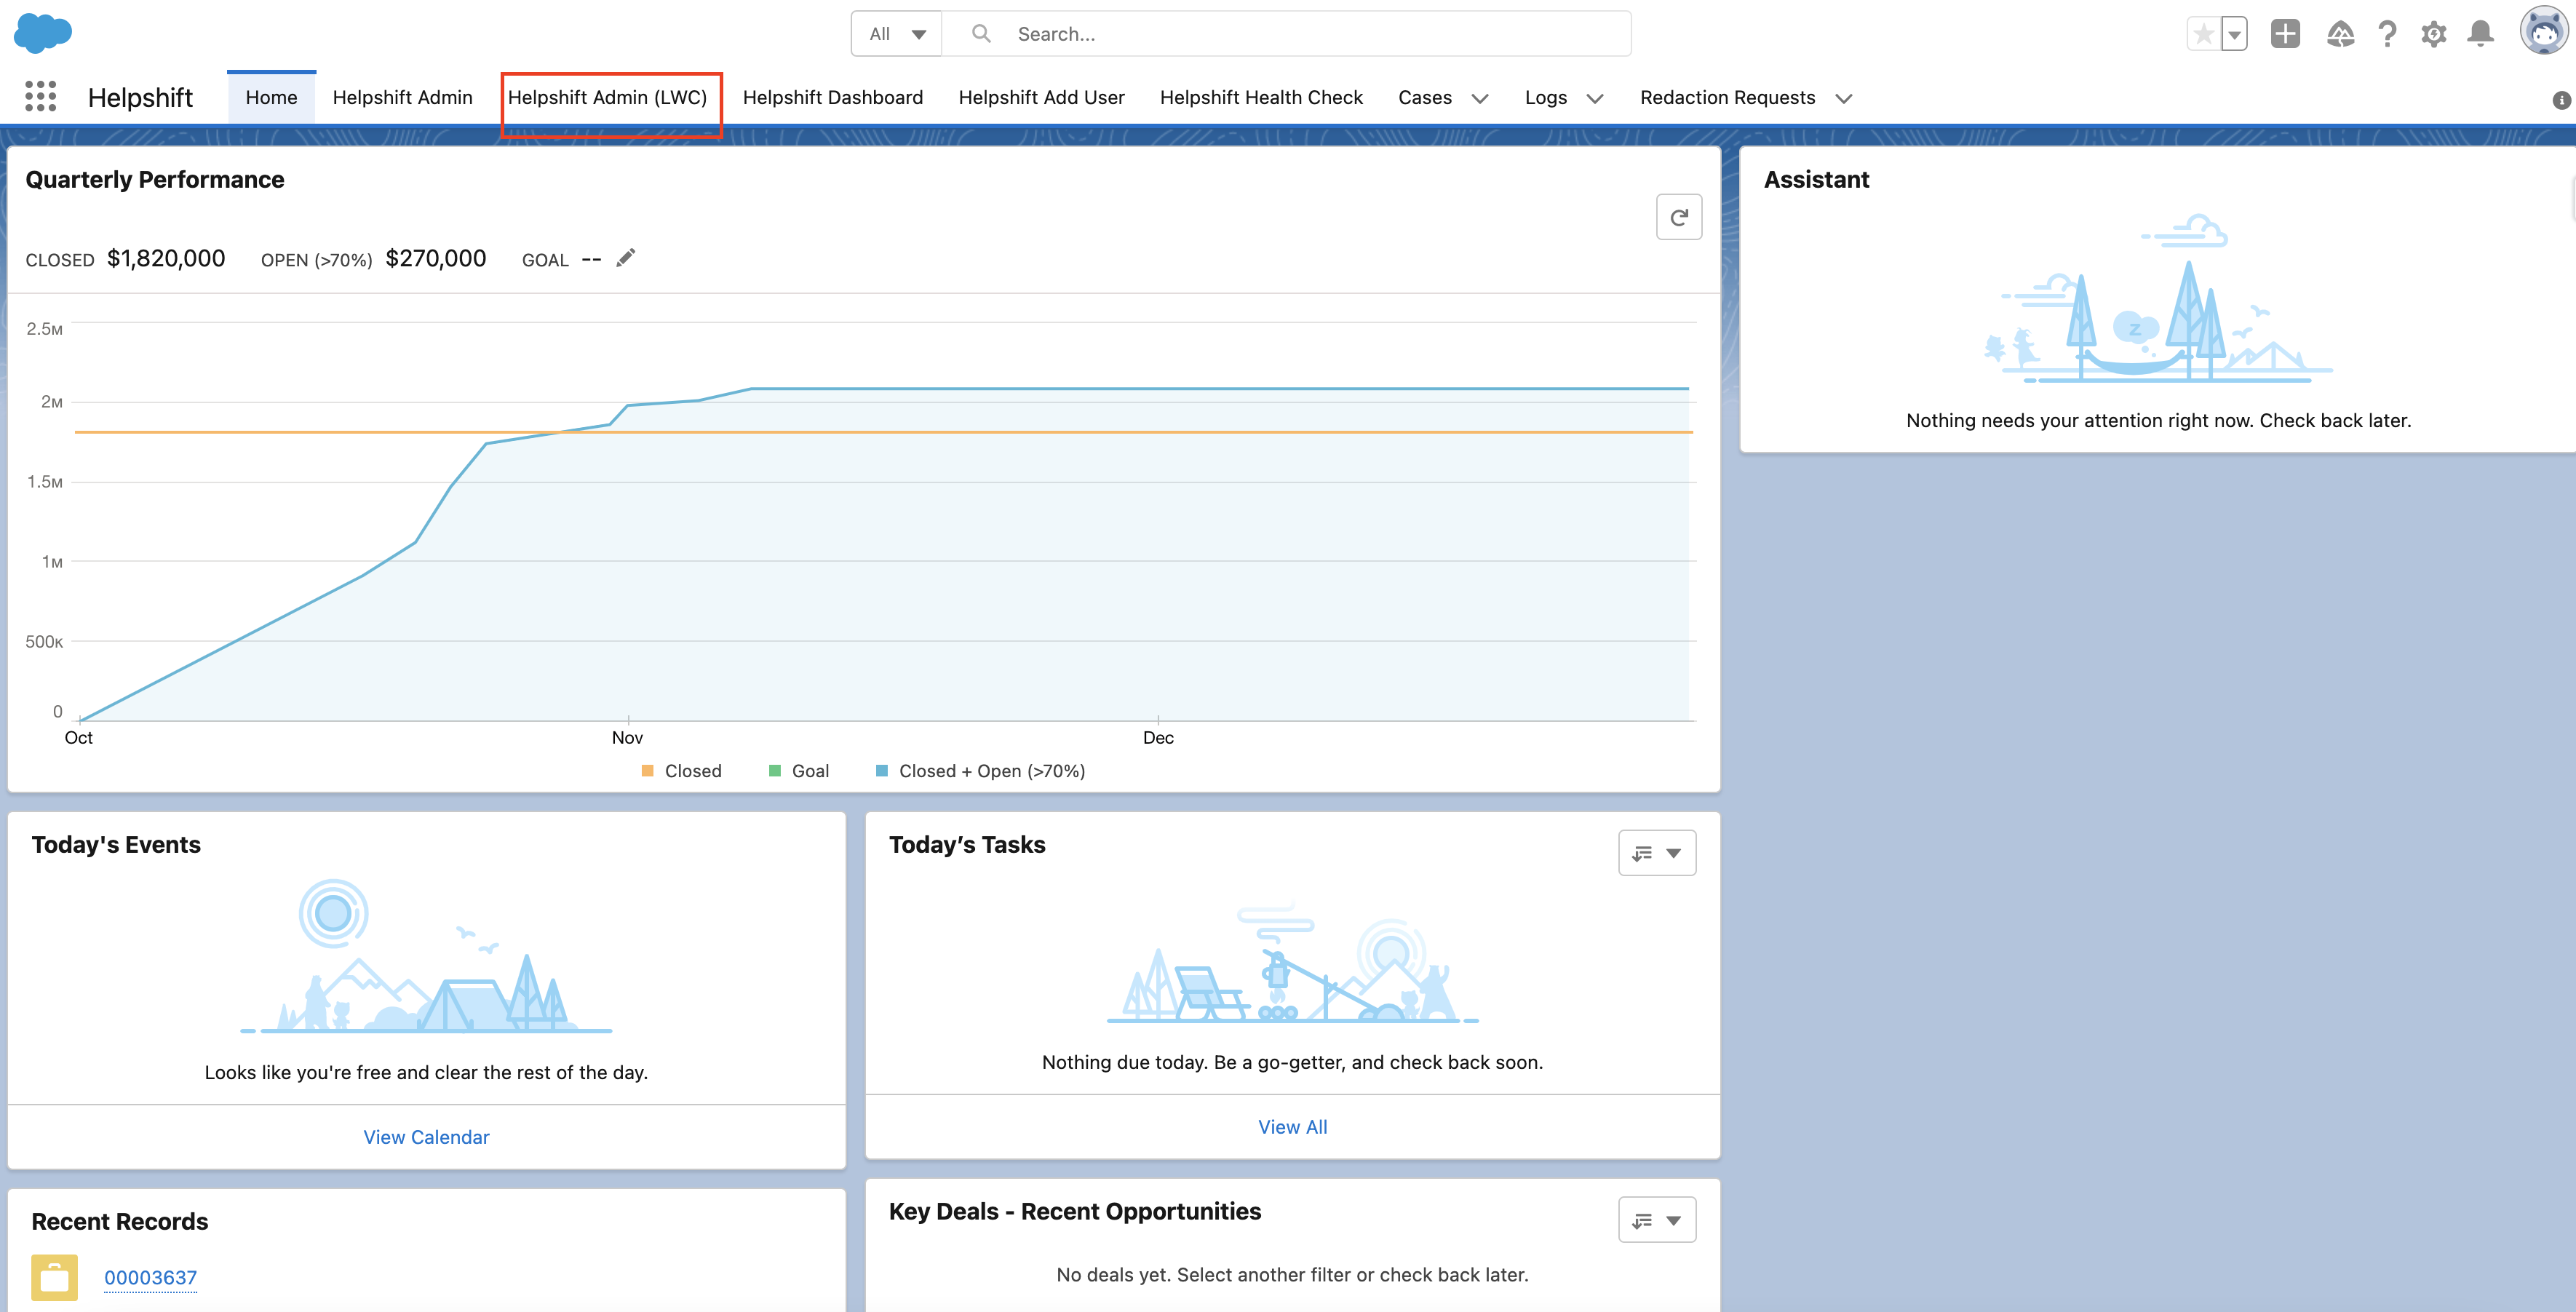 All
Search...
Helpshift
Home
Helpshift Admin
Helpshift Admin (LWC)
Helpshift Dashboard
Helpshift Add User
Helpshift Health Check
Cases
Logs
Redaction Requests
Quarterly Performance
CLOSED $1,820,000 OPEN (>70%) $270,000 GOAL --
2.5M
2M
1.5M
1M
500K
0
Oct Nov Dec
Closed Goal Closed + Open (>70%)
Assistant
Z
Nothing needs your attention right now. Check back later.
Today's Events
Looks like you're free and clear the rest of the day.
View Calendar
Today’s Tasks
Nothing due today. Be a go-getter, and check back soon.
View All
Recent Records
00003637
Key Deals - Recent Opportunities
No deals yet. Select another filter or check back later.